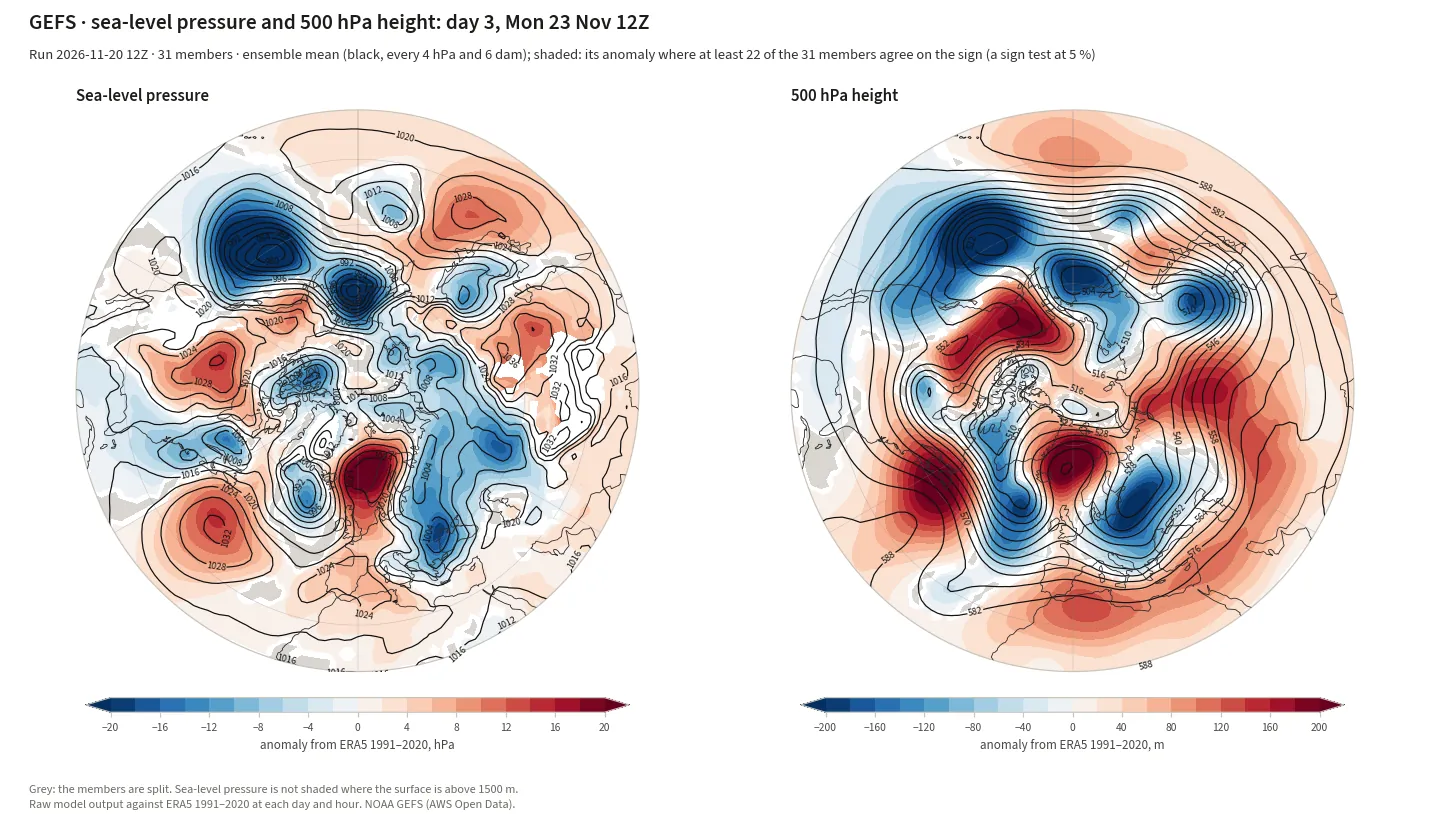 GEFS · sea-level pressure and 500 hPa height: day 3, Mon 23 Nov 12Z
Run 2026-11-20 12Z · 31 members · ensemble mean (black, every 4 hPa and 6 dam); shaded: its anomaly where at least 22 of the 31 members agree on the sign (a sign test at 5 %)
Sea-level pressure
500 hPa height
−20 −16 −12 −8 −4 0 4 8 12 16 20
anomaly from ERA5 1991–2020, hPa
−200 −160 −120 −80 −40 0 40 80 120 160 200
anomaly from ERA5 1991–2020, m
Grey: the members are split. Sea-level pressure is not shaded where the surface is above 1500 m.
Raw model output against ERA5 1991–2020 at each day and hour. NOAA GEFS (AWS Open Data).